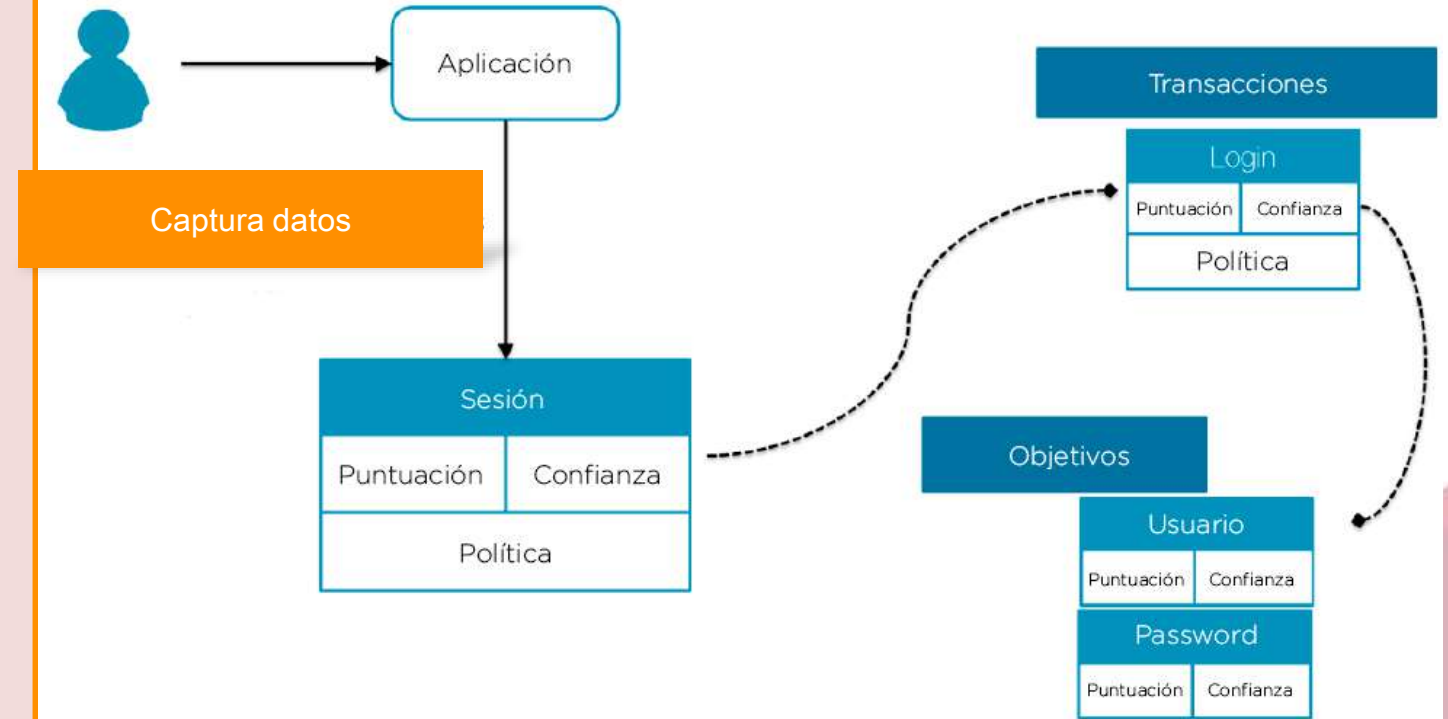 Aplicación
Transacciones
Login
Puntuación Confianza
Política
Captura datos
Sesión
Puntuación Confianza
Política
Objetivos
Usuario
Puntuación Confianza
Password
Puntuación Confianza